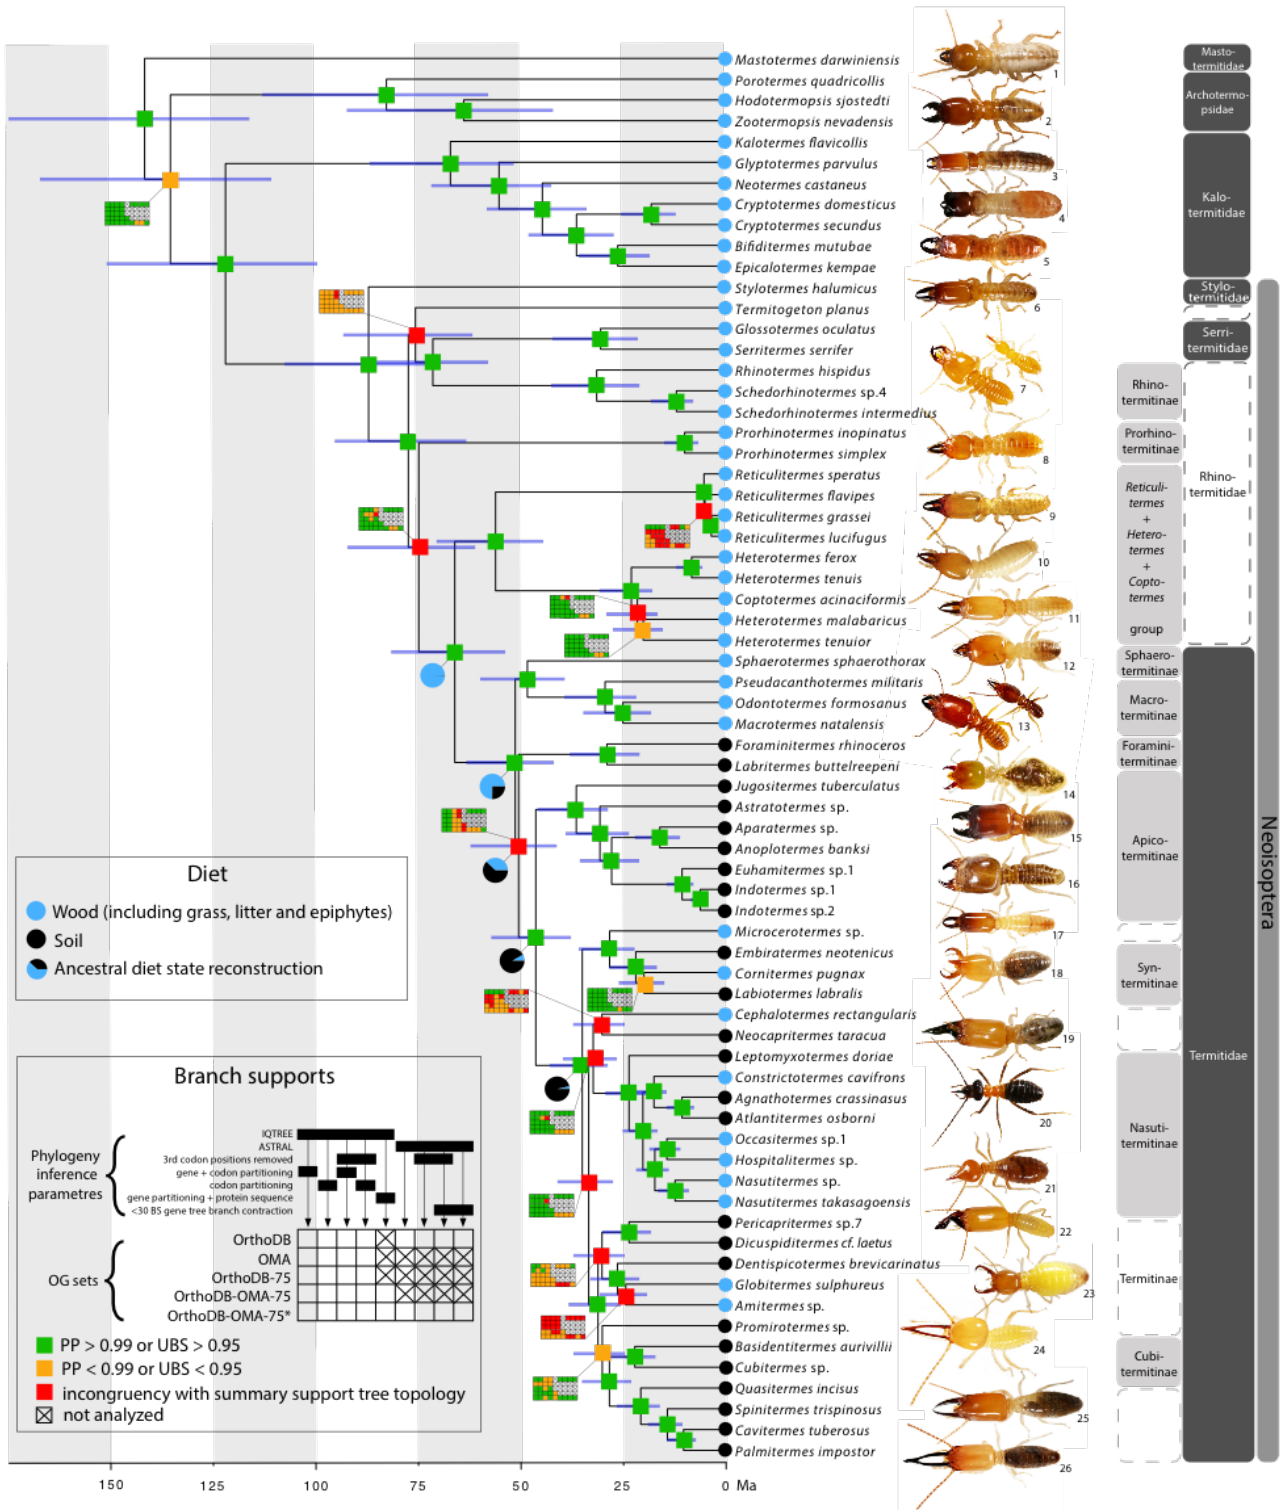 Mastotermes darwiniensis
Porotermes quadricollis
Hodotermopsis sjostedti
Zootermopsis nevadensis
Kalotermes flavicollis
Glyptotermes parvulus
Neotermes castaneus
Cryptotermes domesticus
Cryptotermes secundus
Bifiditermes mutubae
Epicalotermes kempae
Stylotermes halumicus
Termitogeton planus
Glossotermes oculatus
Serritermes serrifer
Rhinotermes hispidus
Schedorhinotermes sp.4
Schedorhinotermes intermedius
Prorhinotermes inopinatus
Prorhinotermes simplex
Reticulitermes speratus
Reticulitermes flavipes
Reticulitermes grassei
Reticulitermes lucifugus
Heterotermes ferox
Heterotermes tenuis
Coptotermes acinaciformis
Heterotermes malabaricus
Heterotermes tenuior
Sphaerotermes sphaerothorax
Pseudacanthotermes militaris
Odontotermes formosanus
Macrotermes natalensis
Foraminitermes rhinoceros
Labritermes buttelreepeni
Jugositermes tuberculatus
Astratotermes sp.
Aparatermes sp.
Anoplotermes banksi
Euhamitermes sp.1
Indotermes sp.1
Indotermes sp.2
Microcerotermes sp.
Embiratermes neotenicus
Cornitermes pugnax
Labiotermes labralis
Cephalotermes rectangularis
Neocapritermes taracua
Leptomyxotermes doriae
Constrictotermes cavifrons
Agnathotermes crassinasus
Atlantitermes osborni
Occasitermes sp.1
Hospitalitermes sp.
Nasutitermes sp.
Nasutitermes takasagoensis
Pericapritermes sp.7
Dicuspiditermes cf. laetus
Dentispicotermes brevicarinatus
Globitermes sulphureus
Amitermes sp.
Promirotermes sp.
Basidentitermes aurivillii
Cubitermes sp.
Quasitermes incisus
Spinitermes trispinosus
Cavitermes tuberosus
Palmitermes impostor
1
2
3
4
5
6
7
8
9
10
11
12
13
14
15
16
17
18
19
20
21
22
23
24
25
26
Rhino-
termitinae
Prorhino-
termitinae
Reticuli-
termes
+
Hetero-
termes
+
Copto-
termes
group
Sphaero-
termitinae
Macro-
termitinae
Foramini-
termitinae
Apico-
termitinae
Syn-
termitinae
Nasuti-
termitinae
Termitinae
Cubi-
termitinae
Masto-
termitidae
Archotermo-
psidae
Kalo-
termitidae
Stylo-
termitidae
Serri-
termitidae
Rhino-
termitidae
Termitidae
Neoisoptera
Diet
Wood (including grass, litter and epiphytes)
Soil
Ancestral diet state reconstruction
Branch supports
Phylogeny
inference
parametres
IQTREE
ASTRAL
3rd codon positions removed
gene + codon partitioning
codon partitioning
gene partitioning + protein sequence
<30 BS gene tree branch contraction
OG sets
OrthoDB
OMA
OrthoDB-75
OrthoDB-OMA-75
OrthoDB-OMA-75*
PP > 0.99 or UBS > 0.95
PP < 0.99 or UBS < 0.95
incongruency with summary support tree topology
not analyzed
150
125
100
75
50
25
0 Ma